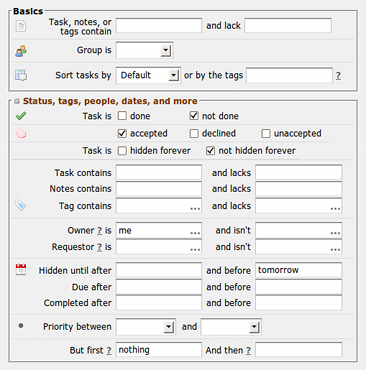 Basics
Task, notes, or tags contain and lack
Group is
Sort tasks by Default or by the tags ?
Status, tags, people, dates, and more
Task is done not done
accepted declined unaccepted
Task is hidden forever not hidden forever
Task contains and lacks
Notes contains and lacks
Tag contains ... and lacks ...
Owner ? is me ... and isn't ...
Requestor ? is ... and isn't ...
Hidden until after and before tomorrow
Due after and before
Completed after and before
Priority between and
But first ? nothing And then ?